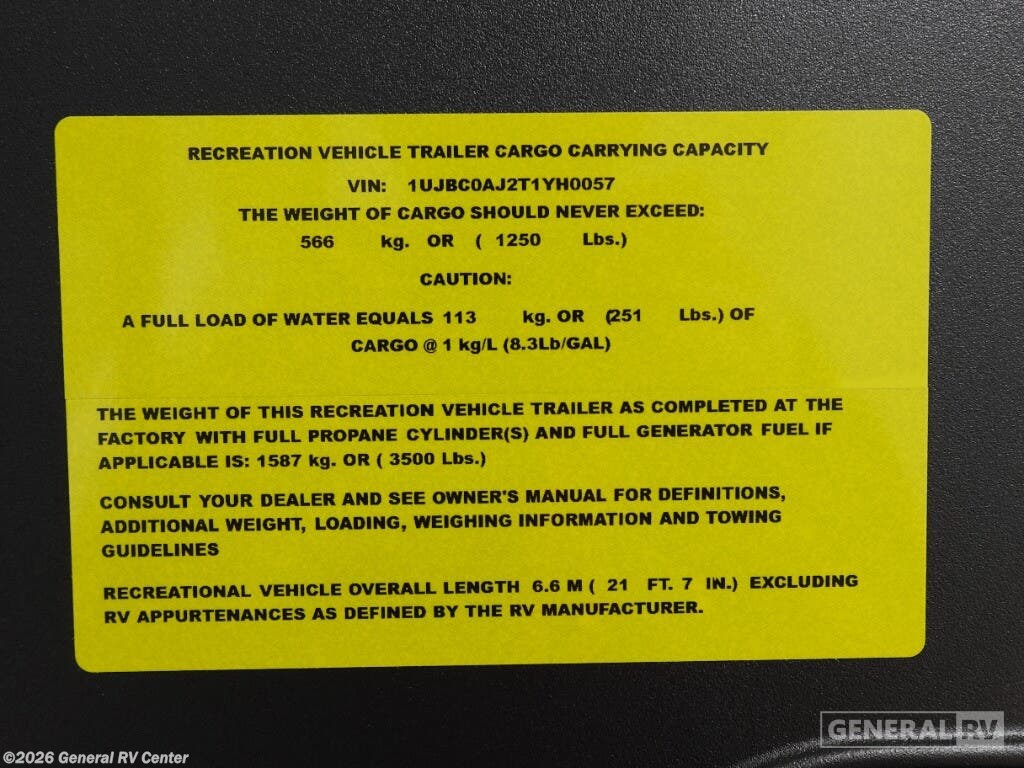 RECREATION VEHICLE TRAILER CARGO CARRYING CAPACITY
VIN: 1UJBC0AJ2T1YH0057
THE WEIGHT OF CARGO SHOULD NEVER EXCEED:
566 kg. OR ( 1250 Lbs.)
CAUTION:
A FULL LOAD OF WATER EQUALS 113 kg. OR (251 Lbs.) OF
CARGO @ 1 kg/L (8.3Lb/GAL)
THE WEIGHT OF THIS RECREATION VEHICLE TRAILER AS COMPLETED AT THE
FACTORY WITH FULL PROPANE CYLINDER(S) AND FULL GENERATOR FUEL IF
APPLICABLE IS: 1587 kg. OR ( 3500 Lbs.)
CONSULT YOUR DEALER AND SEE OWNER'S MANUAL FOR DEFINITIONS,
ADDITIONAL WEIGHT, LOADING, WEIGHING INFORMATION AND TOWING
GUIDELINES
RECREATIONAL VEHICLE OVERALL LENGTH 6.6 M ( 21 FT. 7 IN.) EXCLUDING
RV APPURTENANCES AS DEFINED BY THE RV MANUFACTURER.
GENERAL RV
©2026 General RV Center